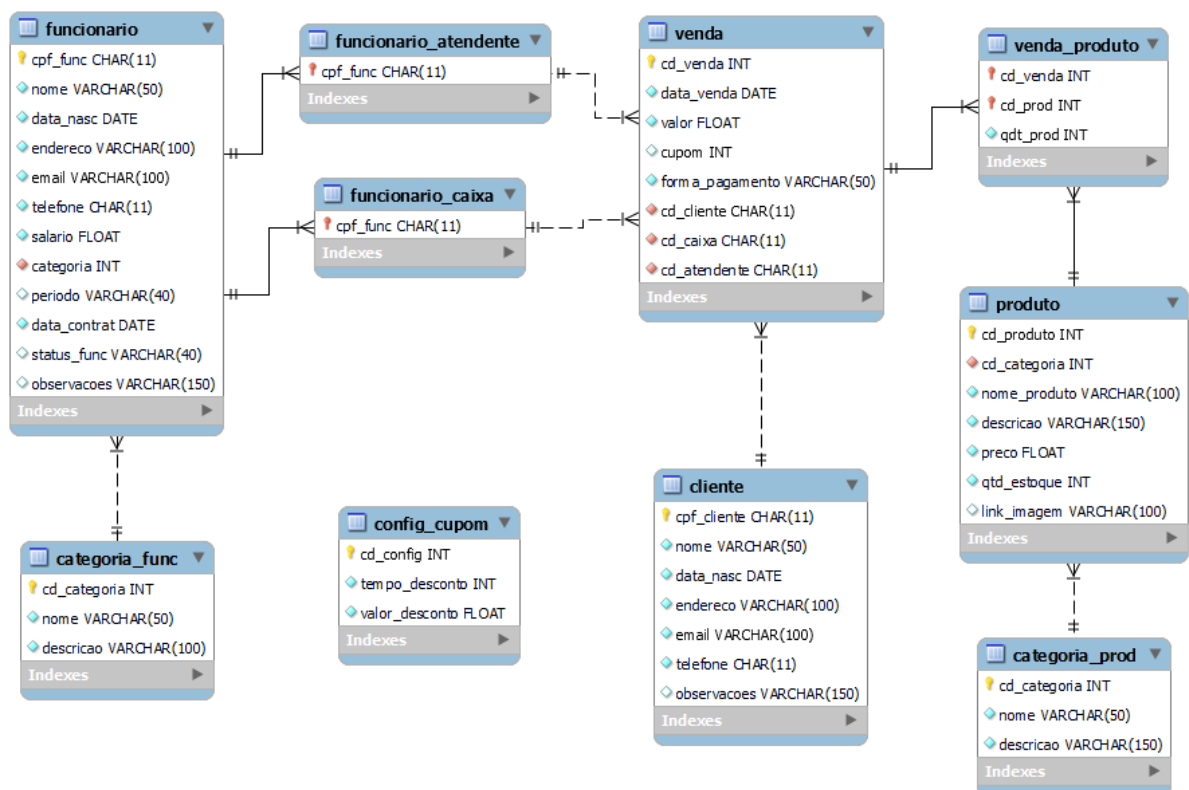 funcionario
cpf_func CHAR(11)
nome VARCHAR(50)
data_nasc DATE
endereco VARCHAR(100)
email VARCHAR(100)
telefone CHAR(11)
salario FLOAT
categoria INT
periodo VARCHAR(40)
data_contrat DATE
status_func VARCHAR(40)
observacoes VARCHAR(150)
Indexes
funcionario_atendente
cpf_func CHAR(11)
Indexes
funcionario_caixa
cpf_func CHAR(11)
Indexes
venda
cd_venda INT
data_venda DATE
valor FLOAT
cupom INT
forma_pagamento VARCHAR(50)
cd_cliente CHAR(11)
cd_caixa CHAR(11)
cd_atendente CHAR(11)
Indexes
venda_produto
cd_venda INT
cd_prod INT
qdt_prod INT
Indexes
produto
cd_produto INT
cd_categoria INT
nome_produto VARCHAR(100)
descricao VARCHAR(150)
preco FLOAT
qtd_estoque INT
link_imagem VARCHAR(100)
Indexes
categoria_func
cd_categoria INT
nome VARCHAR(50)
descricao VARCHAR(100)
Indexes
config_cupom
cd_config INT
tempo_desconto INT
valor_desconto FLOAT
Indexes
cliente
cpf_cliente CHAR(11)
nome VARCHAR(50)
data_nasc DATE
endereco VARCHAR(100)
email VARCHAR(100)
telefone CHAR(11)
observacoes VARCHAR(150)
Indexes
categoria_prod
cd_categoria INT
nome VARCHAR(50)
descricao VARCHAR(150)
Indexes